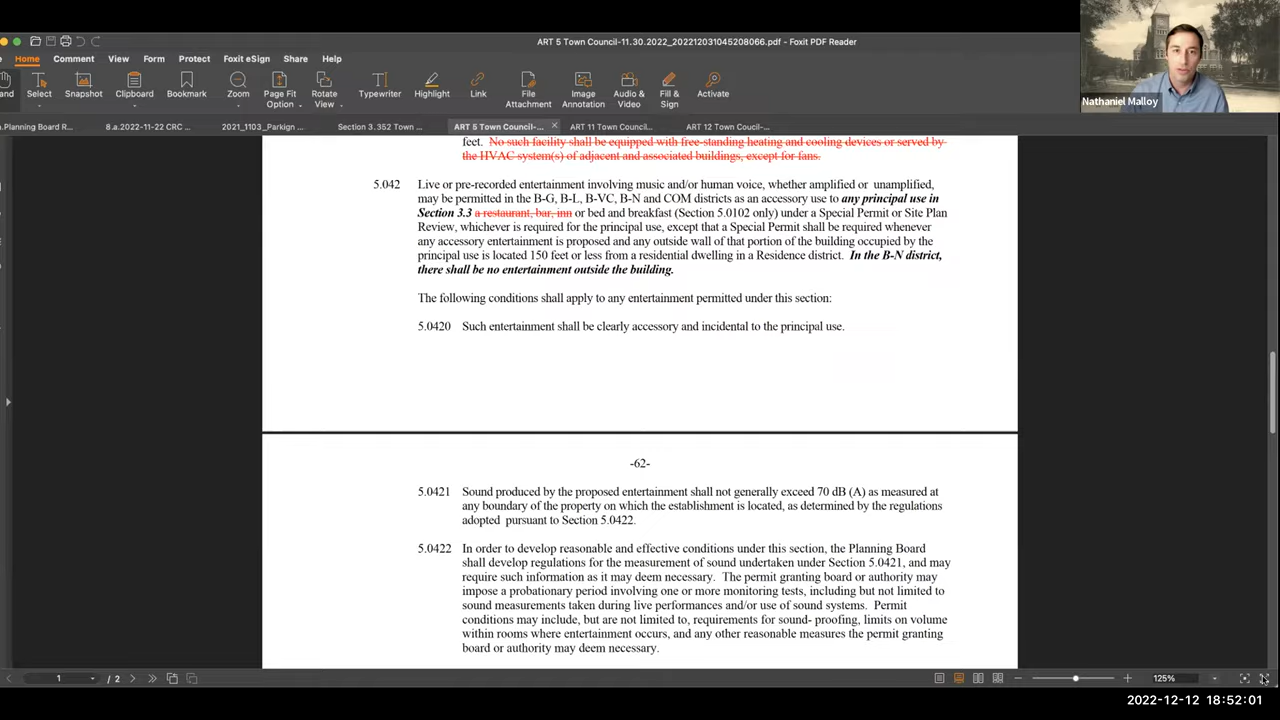 ART 5 Town Council-11.30.2022_202212031045208066.pdf - Foxit PDF Reader
Home Comment View Form Protect Foxit eSign Share Help
and Select Snapshot Clipboard Bookmark Zoom Page Fit Option Rotate View Typewriter Highlight Link File Attachment Image Annotation Audio & Video Fill & Sign Activate
Nathaniel Malloy
.Planning Board R... 8.a.2022-11-22 CRC ... 2021_1103_Parkign ... Section 3.352 Town ... ART 5 Town Council-... ART 11 Town Council... ART 12 Town Coucil-...
feet. No such facility shall be equipped with free-standing heating and cooling devices or served by
the HVAC system(s) of adjacent and associated buildings, except for fans.
5.042 Live or pre-recorded entertainment involving music and/or human voice, whether amplified or unamplified,
may be permitted in the B-G, B-L, B-VC, B-N and COM districts as an accessory use to any principal use in
Section 3.3 a restaurant, bar, inn or bed and breakfast (Section 5.0102 only) under a Special Permit or Site Plan
Review, whichever is required for the principal use, except that a Special Permit shall be required whenever
any accessory entertainment is proposed and any outside wall of that portion of the building occupied by the
principal use is located 150 feet or less from a residential dwelling in a Residence district. In the B-N district,
there shall be no entertainment outside the building.
The following conditions shall apply to any entertainment permitted under this section:
5.0420 Such entertainment shall be clearly accessory and incidental to the principal use.
-62-
5.0421 Sound produced by the proposed entertainment shall not generally exceed 70 dB (A) as measured at
any boundary of the property on which the establishment is located, as determined by the regulations
adopted pursuant to Section 5.0422.
5.0422 In order to develop reasonable and effective conditions under this section, the Planning Board
shall develop regulations for the measurement of sound undertaken under Section 5.0421, and may
require such information as it may deem necessary. The permit granting board or authority may
impose a probationary period involving one or more monitoring tests, including but not limited to
sound measurements taken during live performances and/or use of sound systems. Permit
conditions may include, but are not limited to, requirements for sound- proofing, limits on volume
within rooms where entertainment occurs, and any other reasonable measures the permit granting
board or authority may deem necessary.
1 / 2 125%
2022-12-12 18:52:01